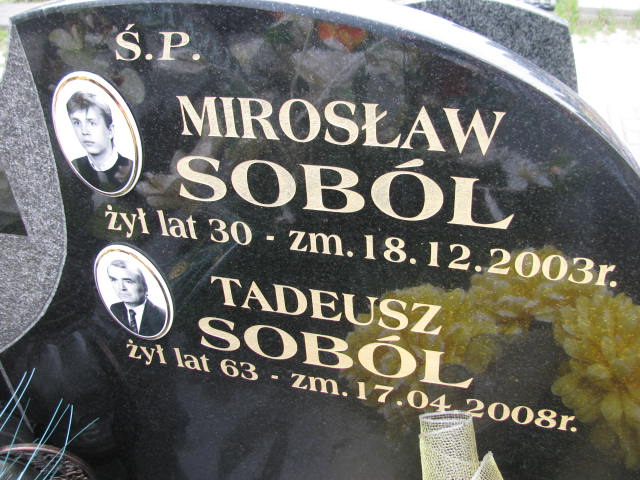 Ś.P.
MIROSŁAW
SOBÓL
żył lat 30 - zm. 18.12.2003r.
TADEUSZ
SOBÓL
żył lat 63 - zm. 17.04.2008r.